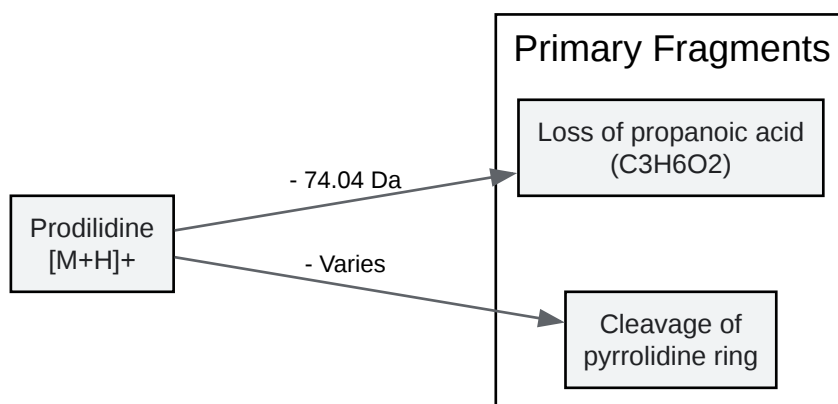 Primary Fragments
Loss of propanoic acid
(C3H6O2)
- 74.04 Da
Prodilidine
[M+H]+
- Varies
Cleavage of
pyrrolidine ring